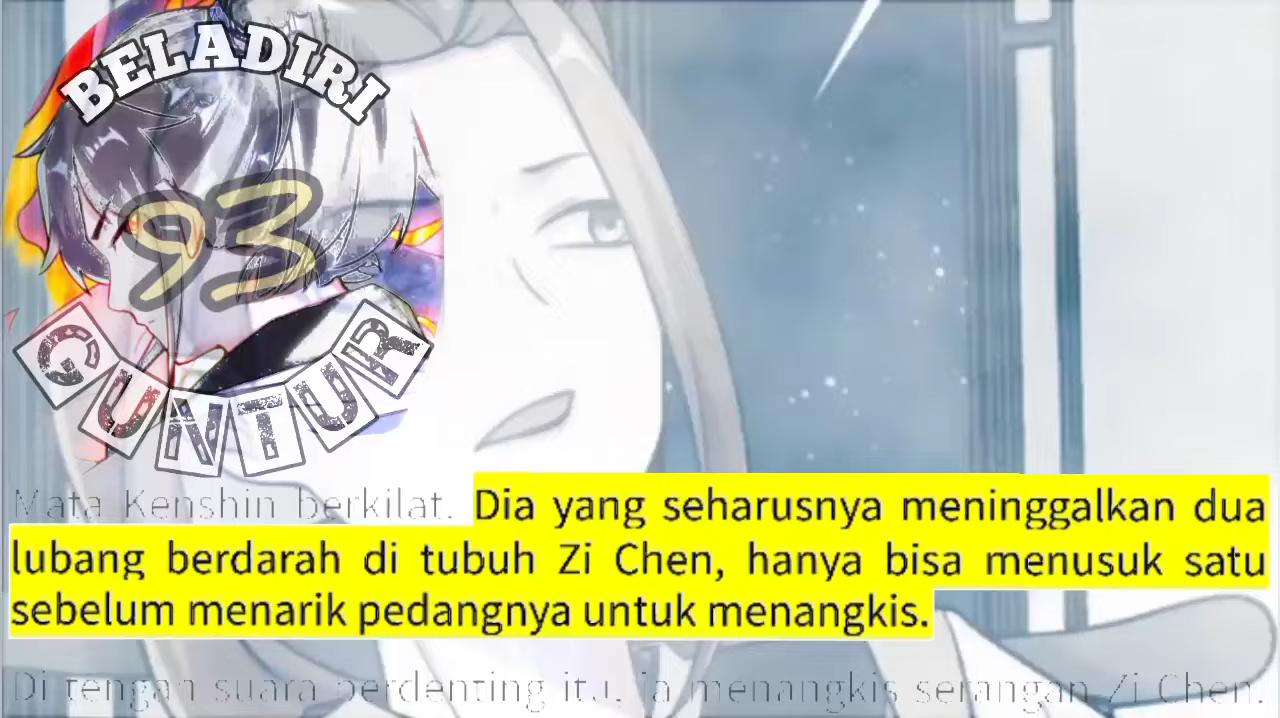 BELADIRI
93
GUNTUR
Mata Kenshin berkilat. Dia yang seharusnya meninggalkan dua
lubang berdarah di tubuh Zi Chen, hanya bisa menusuk satu
sebelum menarik pedangnya untuk menangkis.
Di tengah suara berdenting itu, ia menangkis serangan Zi Chen.